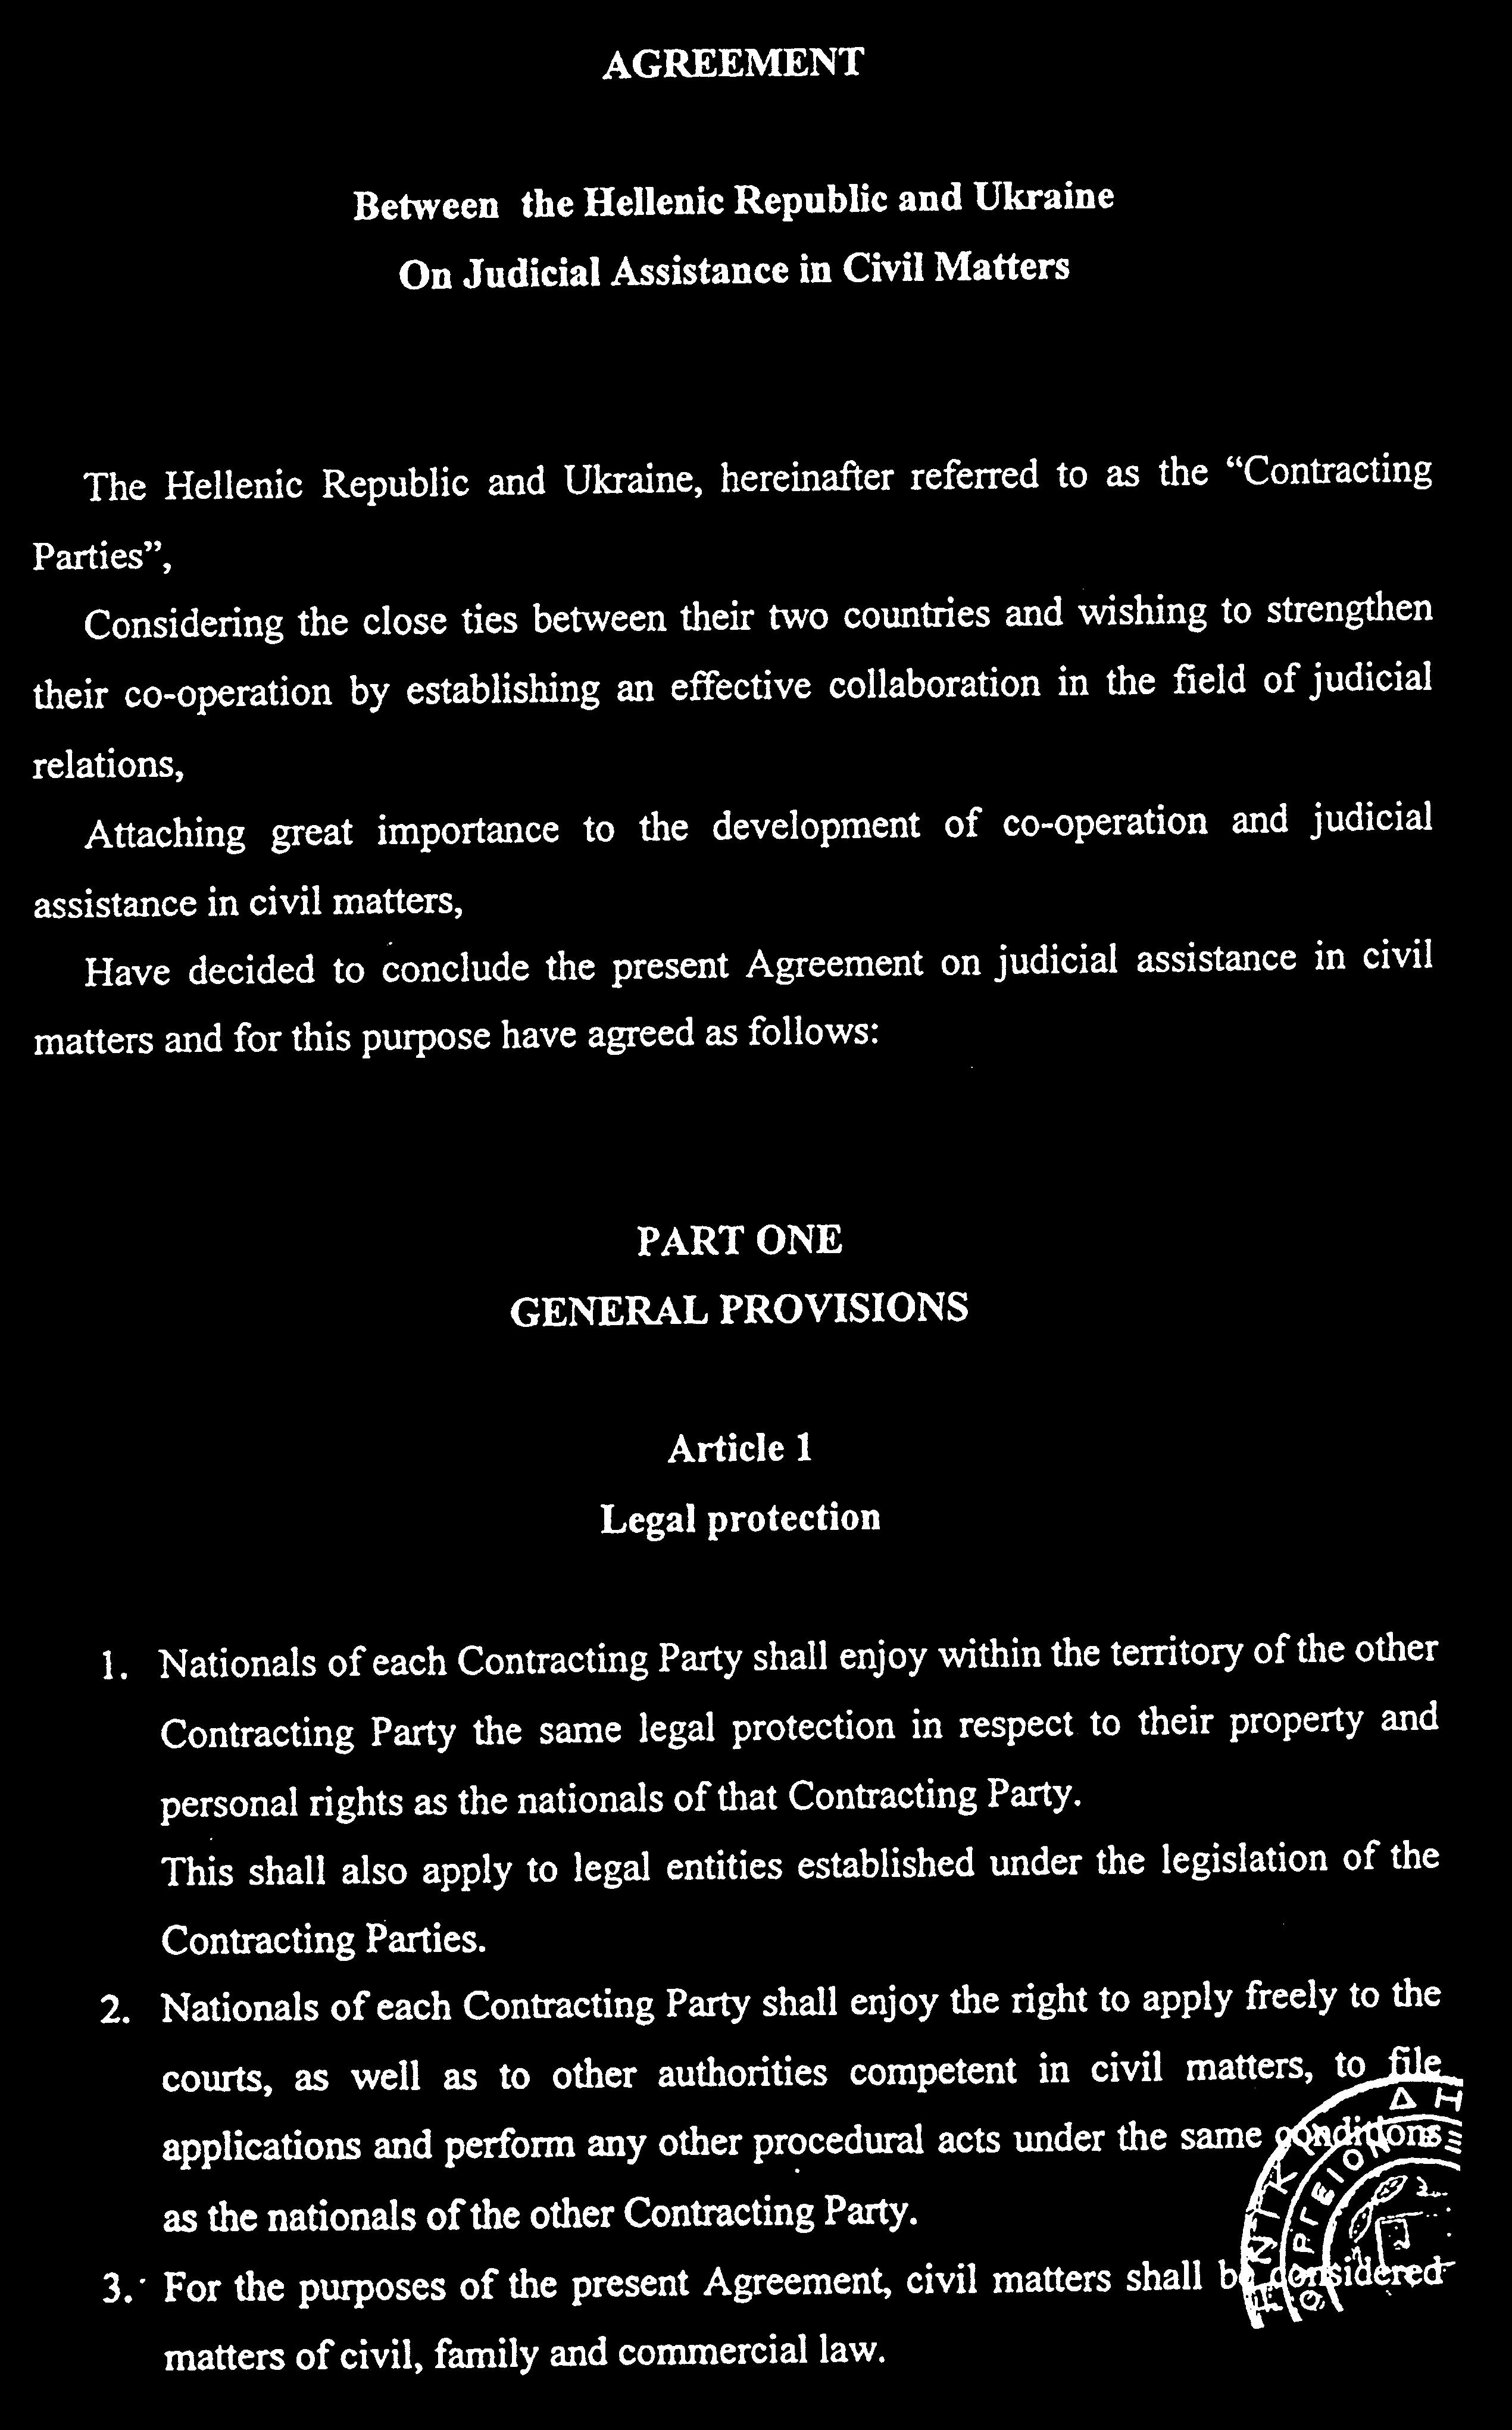 AGREEMENT
Between the Hellenic Republic and Ukraine
On Judicial Assistance in Civil Matters
The Hellenic Republic and Ukraine, hereinafter referred to as the “Contracting
Parties”,
Considering the close ties between their two countries and wishing to strengthen
their co-operation by establishing an effective collaboration in the field of judicial
relations,
Attaching great importance to the development of co-operation and judicial
assistance in civil matters,
Have decided to conclude the present Agreement on judicial assistance in civil
matters and for this purpose have agreed as follows:
PART ONE
GENERAL PROVISIONS
Article 1
Legal protection
1. Nationals of each Contracting Party shall enjoy within the territory of the other
Contracting Party the same legal protection in respect to their property and
personal rights as the nationals of that Contracting Party.
This shall also apply to legal entities established under the legislation of the
Contracting Parties.
2. Nationals of each Contracting Party shall enjoy the right to apply freely to the
courts, as well as to other authorities competent in civil matters, to file
applications and perform any other procedural acts under the same conditions
as the nationals of the other Contracting Party.
3. For the purposes of the present Agreement, civil matters shall be considered
matters of civil, family and commercial law.